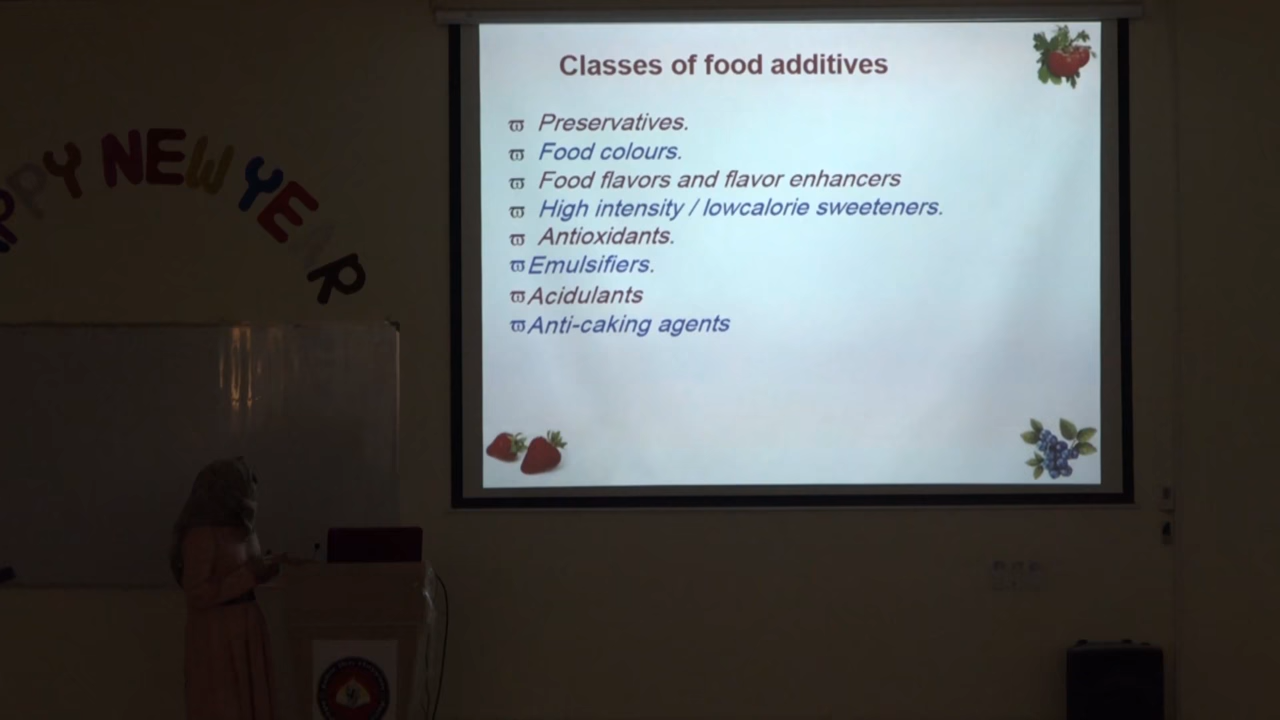 PPY NEW YEAR
Classes of food additives
ϖ Preservatives.
ϖ Food colours.
ϖ Food flavors and flavor enhancers
ϖ High intensity / lowcalorie sweeteners.
ϖ Antioxidants.
ϖ Emulsifiers.
ϖ Acidulants
ϖ Anti-caking agents